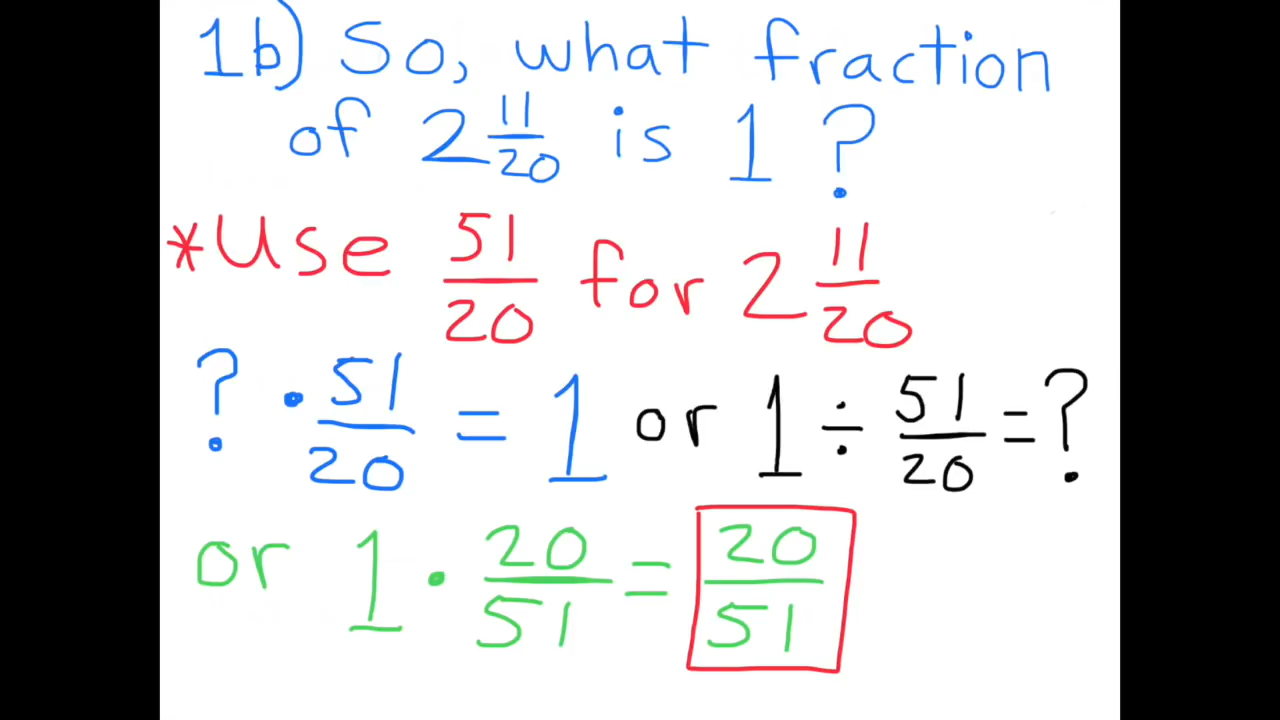 1b) So, what fraction
of 2 11/20 is 1 ?
*Use 51/20 for 2 11/20
? · 51/20 = 1 or 1 ÷ 51/20 = ?
or 1 · 20/51 = 20/51